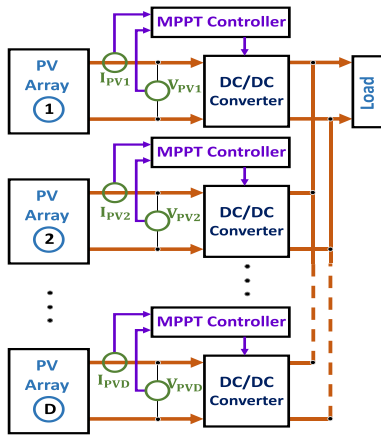 MPPT Controller
PV
Array
1
IPV1
VPV1
DC/DC
Converter
Load
MPPT Controller
PV
Array
2
IPV2
VPV2
DC/DC
Converter
MPPT Controller
PV
Array
D
IPVD
VPVD
DC/DC
Converter